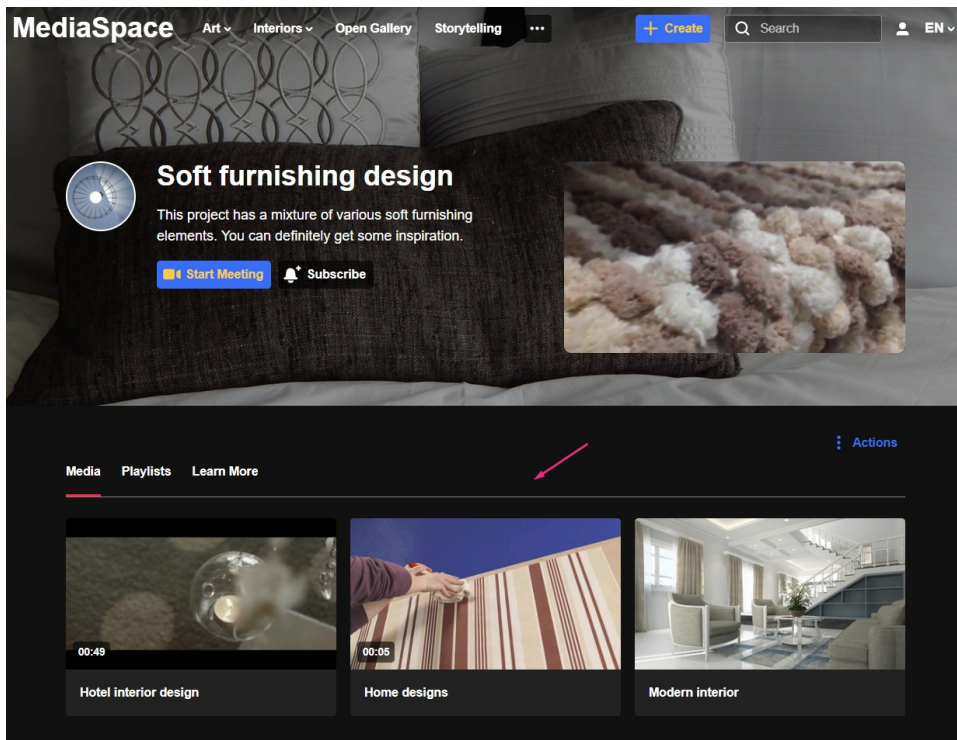 MediaSpace Art Interiors Open Gallery Storytelling ••• + Create Search EN
Soft furnishing design
This project has a mixture of various soft furnishing
elements. You can definitely get some inspiration.
Start Meeting Subscribe
Actions
Media Playlists Learn More
00:49 00:05
Hotel interior design Home designs Modern interior